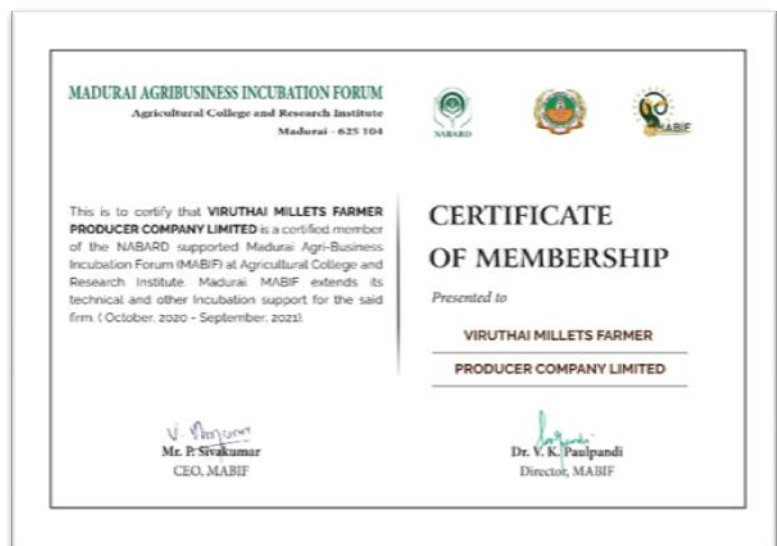 MADURAI AGRIBUSINESS INCUBATION FORUM
Agricultural College and Research Institute
Madurai - 625 104
NABARD
MABIF
This is to certify that VIRUTHAI MILLETS FARMER
PRODUCER COMPANY LIMITED is a certified member
of the NABARD supported Madurai Agri-Business
Incubation Forum (MABIF) at Agricultural College and
Research Institute, Madurai. MABIF extends its
technical and other Incubation support for the said
firm. ( October, 2020 - September, 2021).
CERTIFICATE
OF MEMBERSHIP
Presented to
VIRUTHAI MILLETS FARMER
PRODUCER COMPANY LIMITED
Mr. P. Sivakumar
CEO, MABIF
Dr. V. K. Paulpandi
Director, MABIF